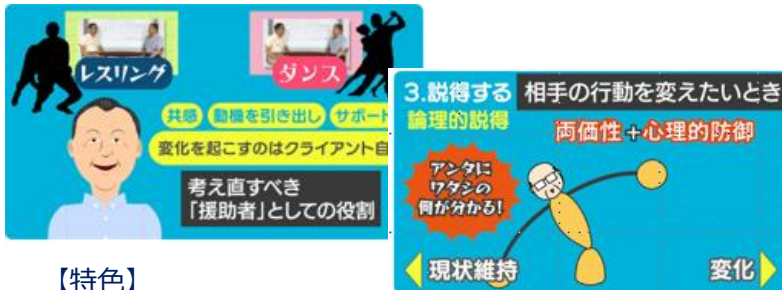 レスリング
ダンス
共感 動機を引き出し サポート
変化を起こすのはクライアント自
考え直すべき
「援助者」としての役割
3.説得する 相手の行動を変えたいとき
論理的説得
両価性+心理的防御
アンタに
ワタシの
何が分かる!
現状維持
変化
【特色】